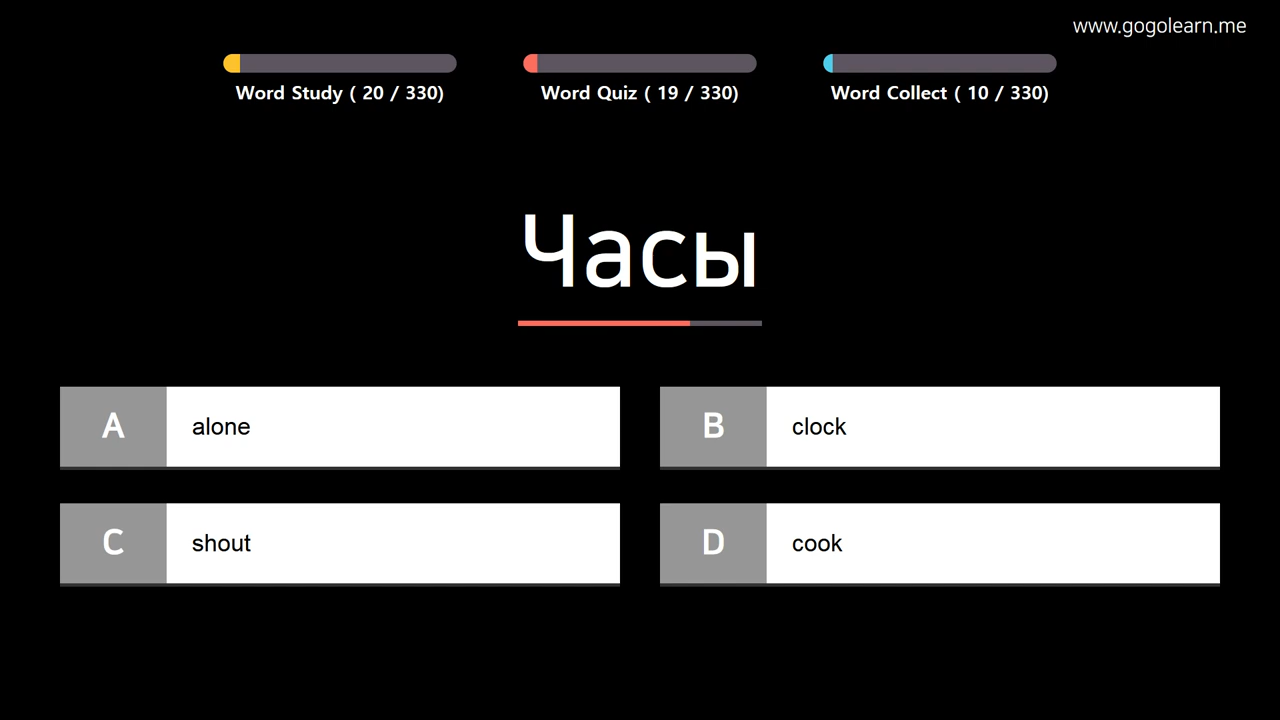 www.gogolearn.me
Word Study ( 20 / 330)
Word Quiz ( 19 / 330)
Word Collect ( 10 / 330)
Часы
A alone
B clock
C shout
D cook